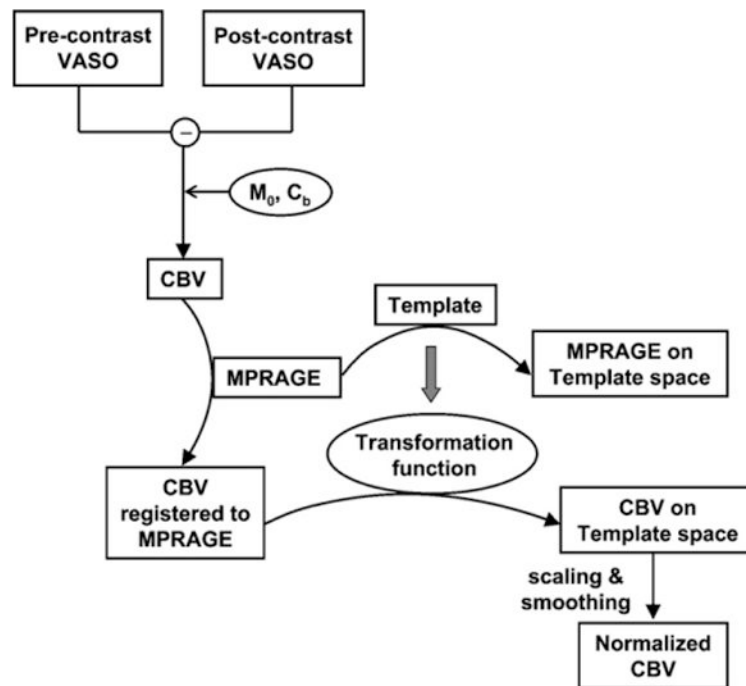 Pre-contrast
VASO
Post-contrast
VASO
−
M₀, C_b
CBV
Template
MPRAGE
MPRAGE on
Template space
Transformation
function
CBV
registered to
MPRAGE
CBV on
Template space
scaling &
smoothing
Normalized
CBV